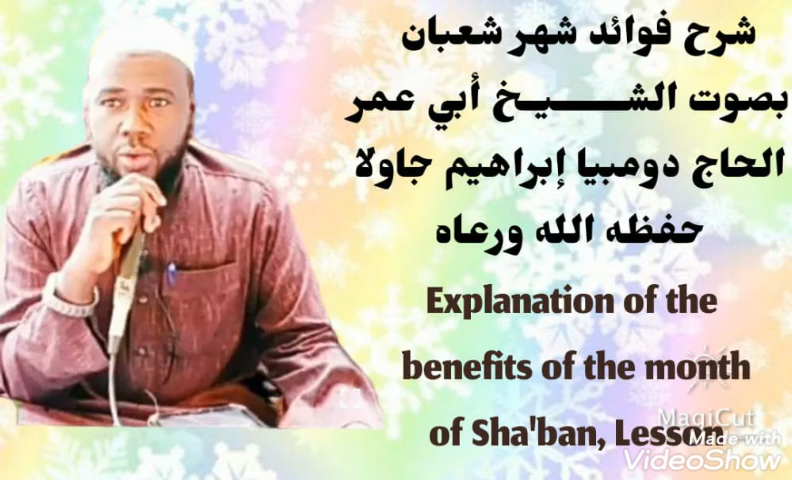 شرح فوائد شهر شعبان
بصوت الشـــــيـخ أبي عمر
الحاج دومبيا إبراهيم جاولا
حفظه الله ورعاه
Explanation of the
benefits of the month
of Sha'ban, Lesson
MagiCut
Made with
VideoShow